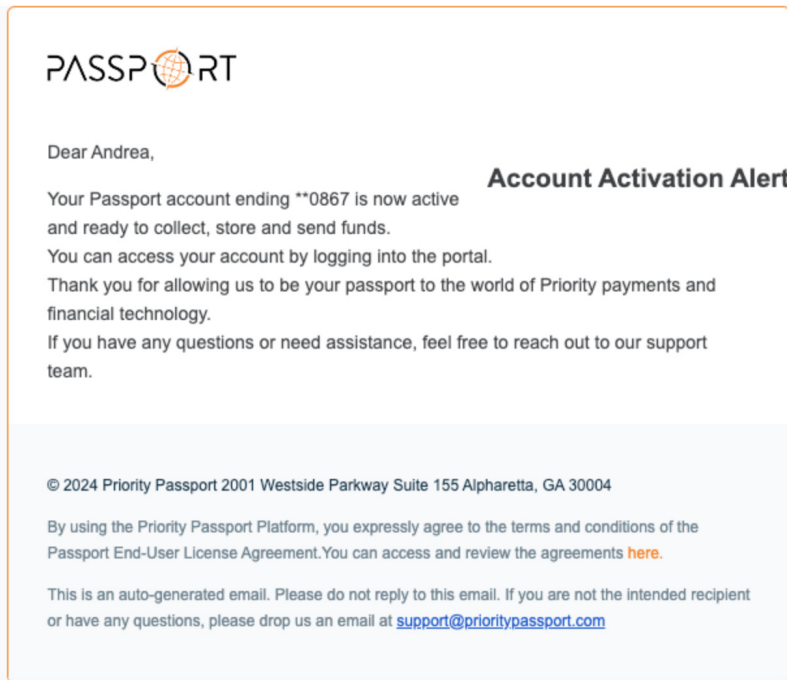 PASSPORT
Account Activation Alert
Dear Andrea,
Your Passport account ending **0867 is now active
and ready to collect, store and send funds.
You can access your account by logging into the portal.
Thank you for allowing us to be your passport to the world of Priority payments and
financial technology.
If you have any questions or need assistance, feel free to reach out to our support
team.
© 2024 Priority Passport 2001 Westside Parkway Suite 155 Alpharetta, GA 30004
By using the Priority Passport Platform, you expressly agree to the terms and conditions of the
Passport End-User License Agreement.You can access and review the agreements here.
This is an auto-generated email. Please do not reply to this email. If you are not the intended recipient
or have any questions, please drop us an email at support@prioritypassport.com